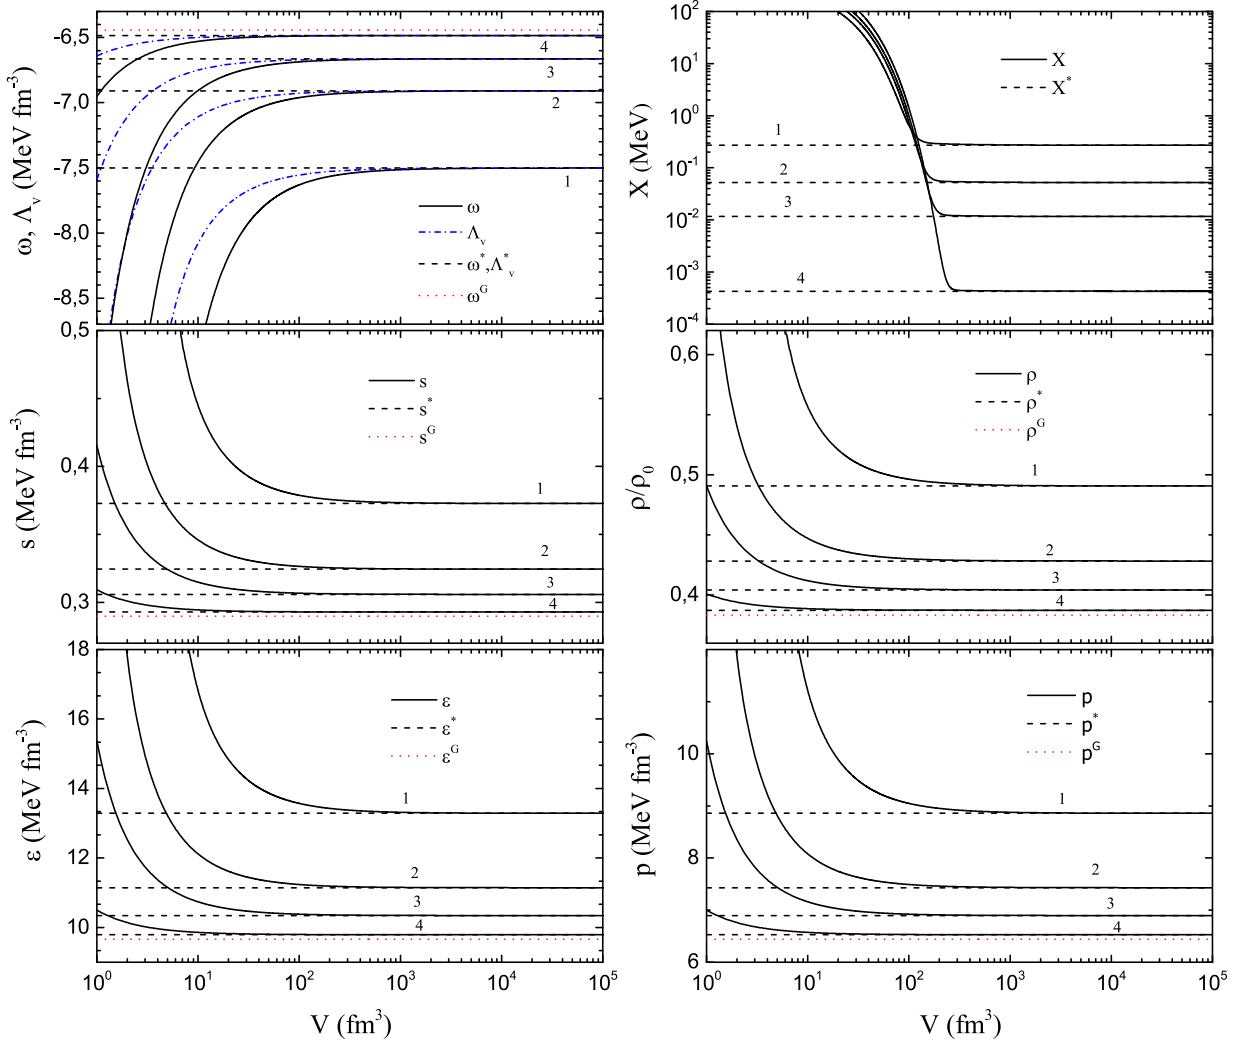 ω, Λᵥ (MeV fm⁻³)
-6,5
-7,0
-7,5
-8,0
-8,5
4
3
2
1
ω
Λᵥ
ω*,Λ*ᵥ
ωᴳ
X (MeV)
10²
10¹
10⁰
10⁻¹
10⁻²
10⁻³
10⁻⁴
X
X*
1
2
3
4
s (MeV fm⁻³)
0,5
0,4
0,3
s
s*
sᴳ
1
2
3
4
ρ/ρ₀
0,6
0,5
0,4
ρ
ρ*
ρᴳ
1
2
3
4
ε (MeV fm⁻³)
18
16
14
12
10
ε
ε*
εᴳ
1
2
3
4
10⁰ 10¹ 10² 10³ 10⁴ 10⁵
V (fm³)
p (MeV fm⁻³)
10
8
6
p
p*
pᴳ
1
2
3
4
10⁰ 10¹ 10² 10³ 10⁴ 10⁵
V (fm³)